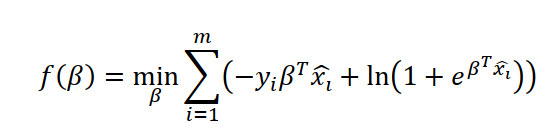 f(β) = min_β ∑_{i=1}^{m} (−y_i β^T x̂_i + ln(1 + e^{β^T x̂_i}))